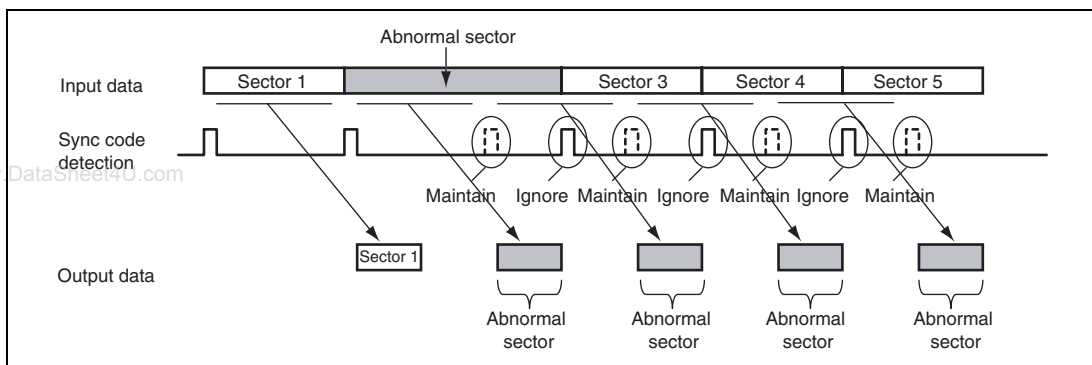 Abnormal sector
Input data
Sector 1
Sector 3
Sector 4
Sector 5
Sync code
detection
.DataSheet4U.com
Maintain
Ignore
Maintain
Ignore
Maintain
Ignore
Maintain
Output data
Sector 1
Abnormal
sector
Abnormal
sector
Abnormal
sector
Abnormal
sector